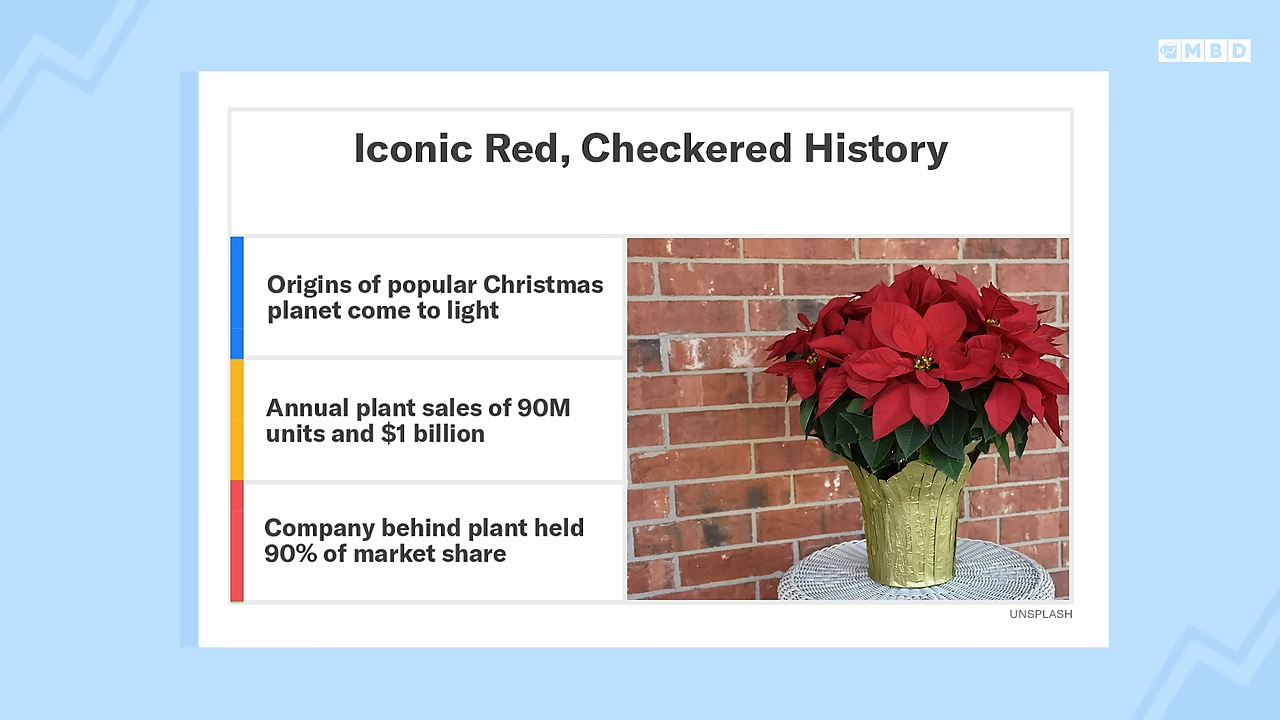 MBD
Iconic Red, Checkered History
Origins of popular Christmas
planet come to light
Annual plant sales of 90M
units and $1 billion
Company behind plant held
90% of market share
UNSPLASH